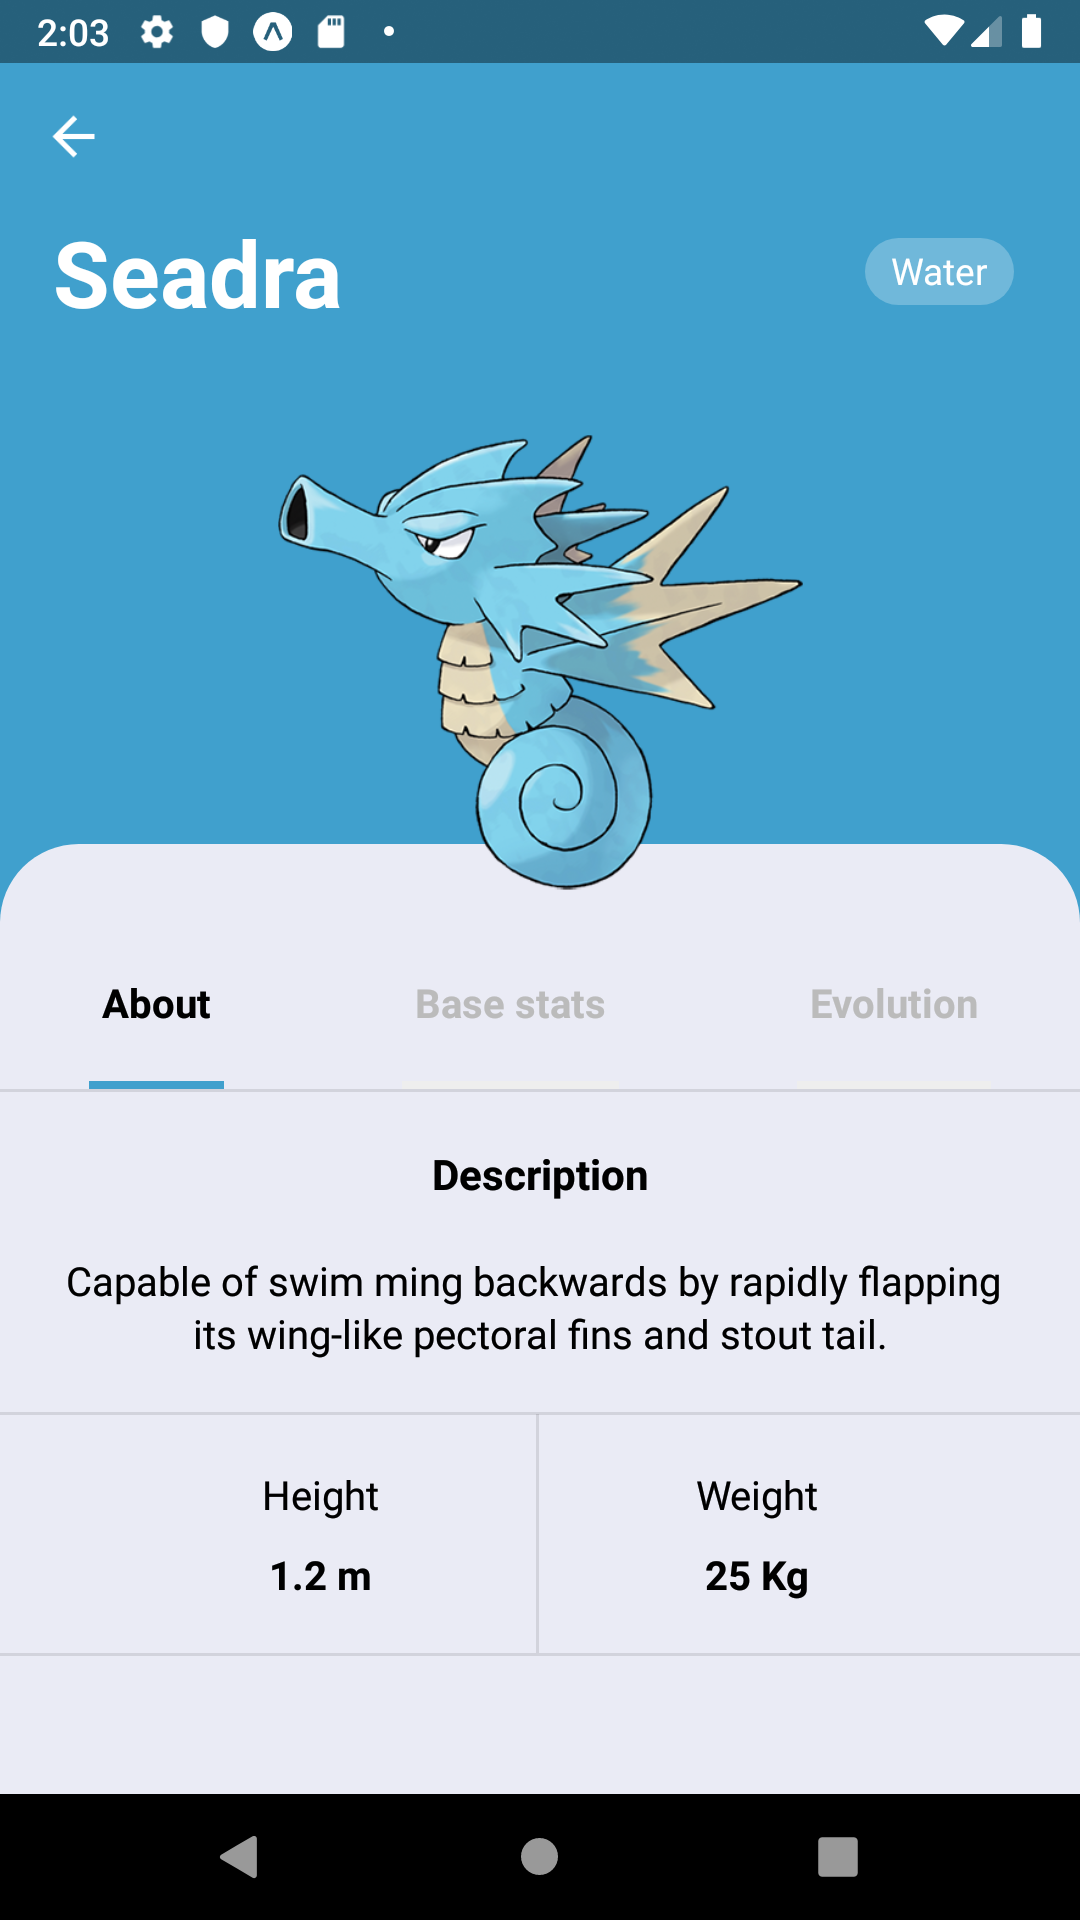 2:03
Seadra
Water
About
Base stats
Evolution
Description
Capable of swim ming backwards by rapidly flapping
its wing-like pectoral fins and stout tail.
Height
Weight
1.2 m
25 Kg